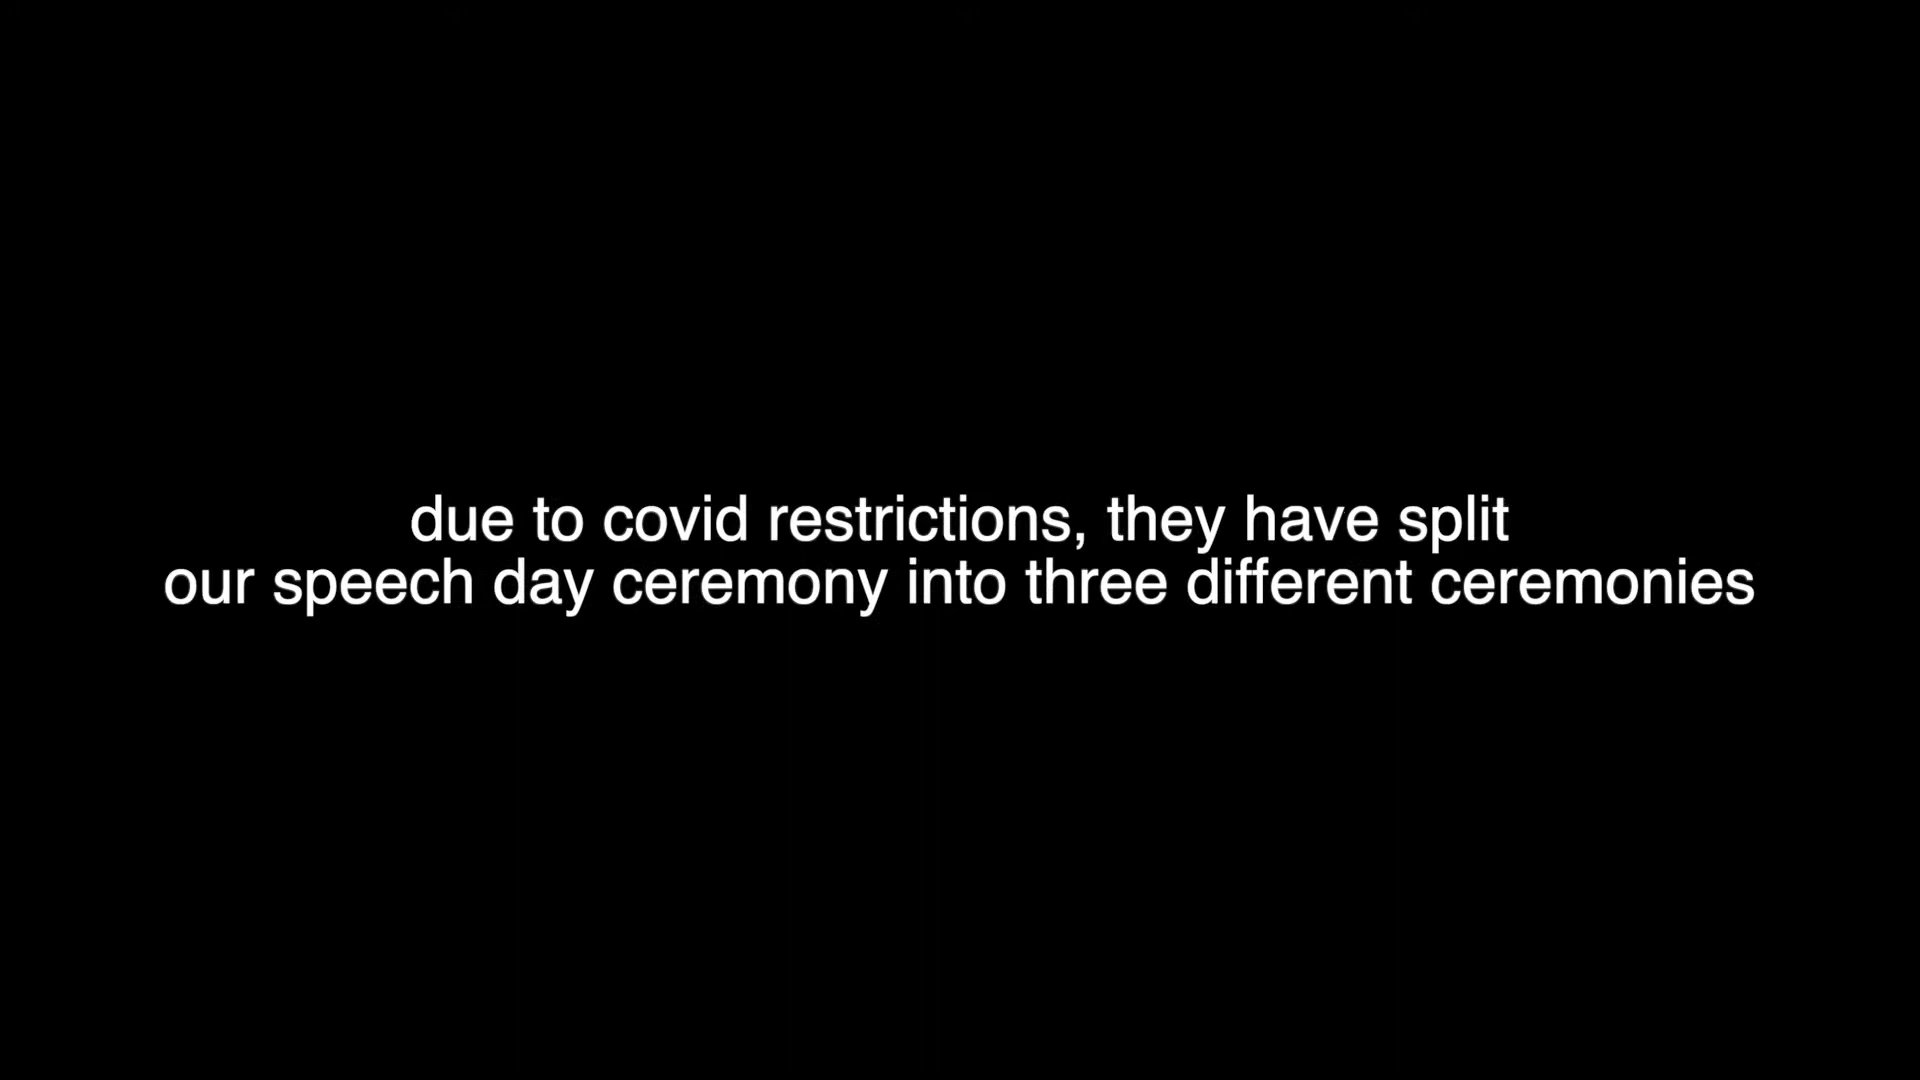 due to covid restrictions, they have split
our speech day ceremony into three different ceremonies